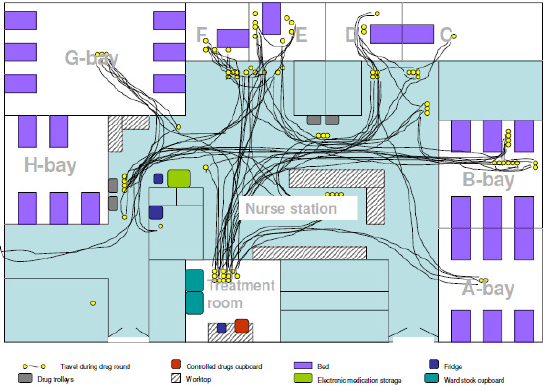 F
E
D
C
G-bay
H-bay
B-bay
Nurse station
Treatment
room
A-bay
Travel during drug round
Controlled drugs cupboard
Bed
Fridge
Drug trolleys
Worktop
Electronic medication storage
Ward stock cupboard